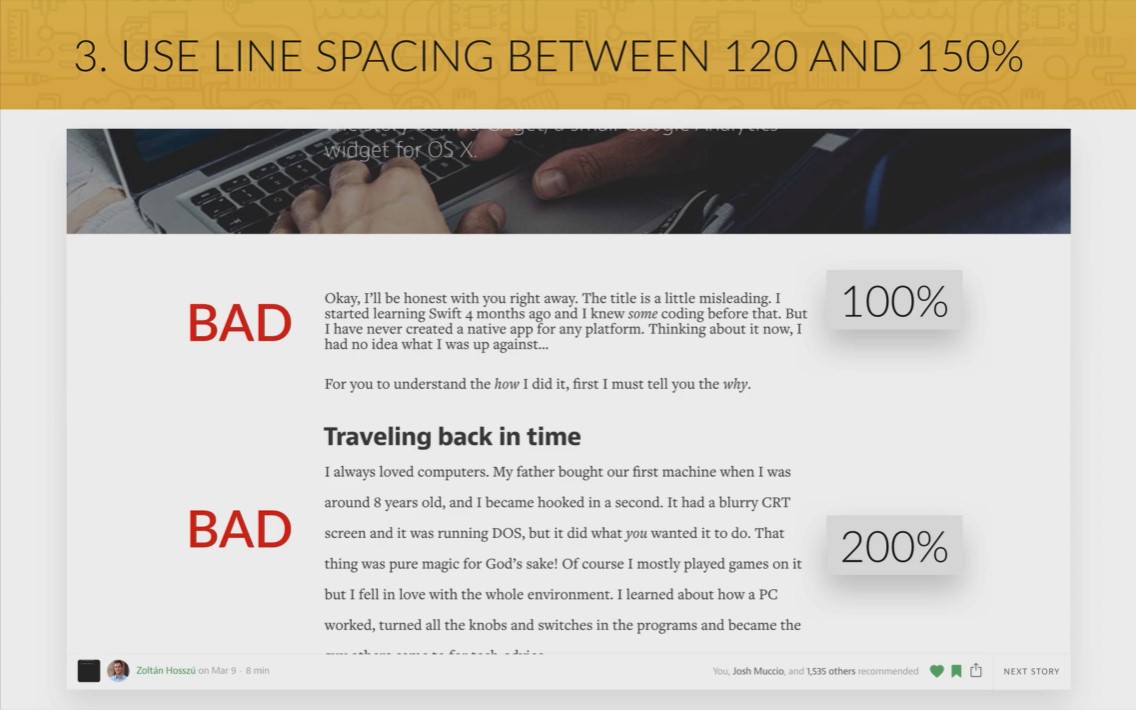 3. USE LINE SPACING BETWEEN 120 AND 150%
The story behind GAget, a small Google Analytics
widget for OS X.
BAD
Okay, I'll be honest with you right away. The title is a little misleading. I
started learning Swift 4 months ago and I knew some coding before that. But
I have never created a native app for any platform. Thinking about it now, I
had no idea what I was up against…
100%
For you to understand the how I did it, first I must tell you the why.
Traveling back in time
BAD
I always loved computers. My father bought our first machine when I was
around 8 years old, and I became hooked in a second. It had a blurry CRT
screen and it was running DOS, but it did what you wanted it to do. That
thing was pure magic for God's sake! Of course I mostly played games on it
but I fell in love with the whole environment. I learned about how a PC
worked, turned all the knobs and switches in the programs and became the
200%
Zoltán Hosszú on Mar 9 · 8 min
You, Josh Muccio, and 1,535 others recommended
NEXT STORY